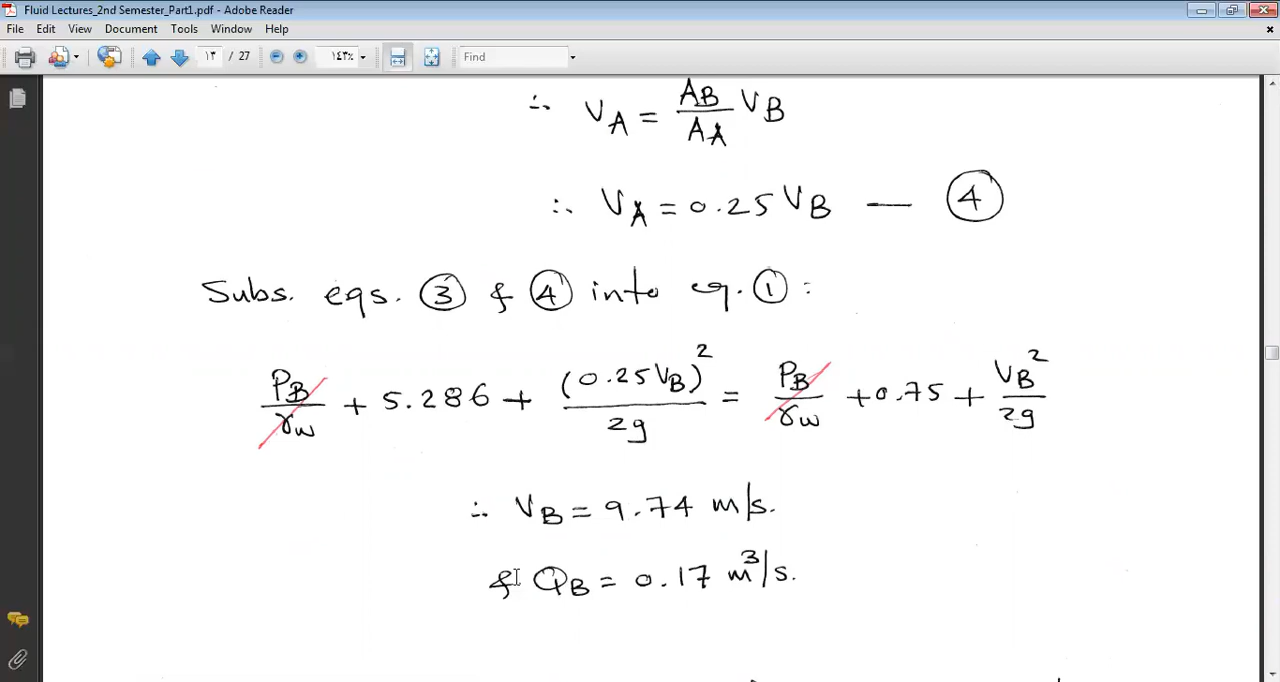 Fluid Lectures_2nd Semester_Part1.pdf - Adobe Reader
File Edit View Document Tools Window Help
١٣ / 27 ١٤٣% Find
∴ VA = AB/AA VB
∴ VA = 0.25 VB — ④
Subs. eqs. ③ & ④ into eq. ① :
PB/γw + 5.286 + (0.25VB)²/2g = PB/γw + 0.75 + VB²/2g
∴ VB = 9.74 m/s.
& QB = 0.17 m³/s.